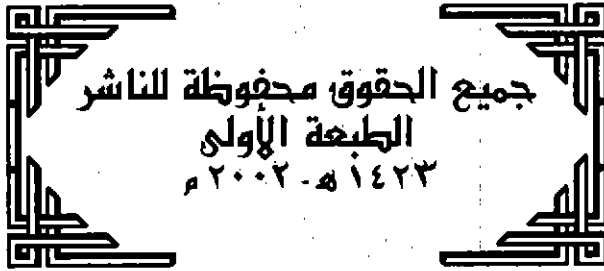 جميع الحقوق محفوظة للناشر
الطبعة الأولى
١٤٢٣ هـ - ٢٠٠٢ م